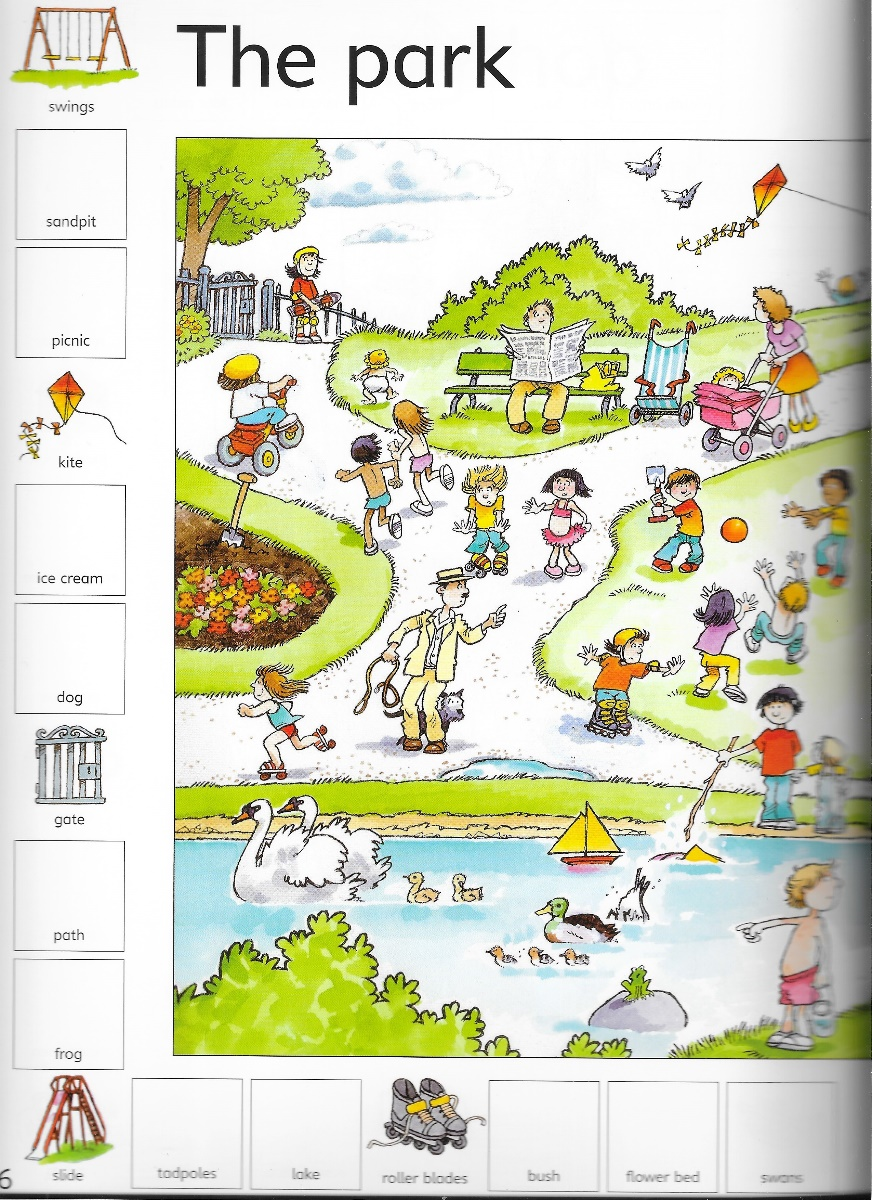 The park
swings
sandpit
picnic
kite
ice cream
dog
gate
path
frog
slide
tadpoles
lake
roller blades
bush
flower bed
swans
6